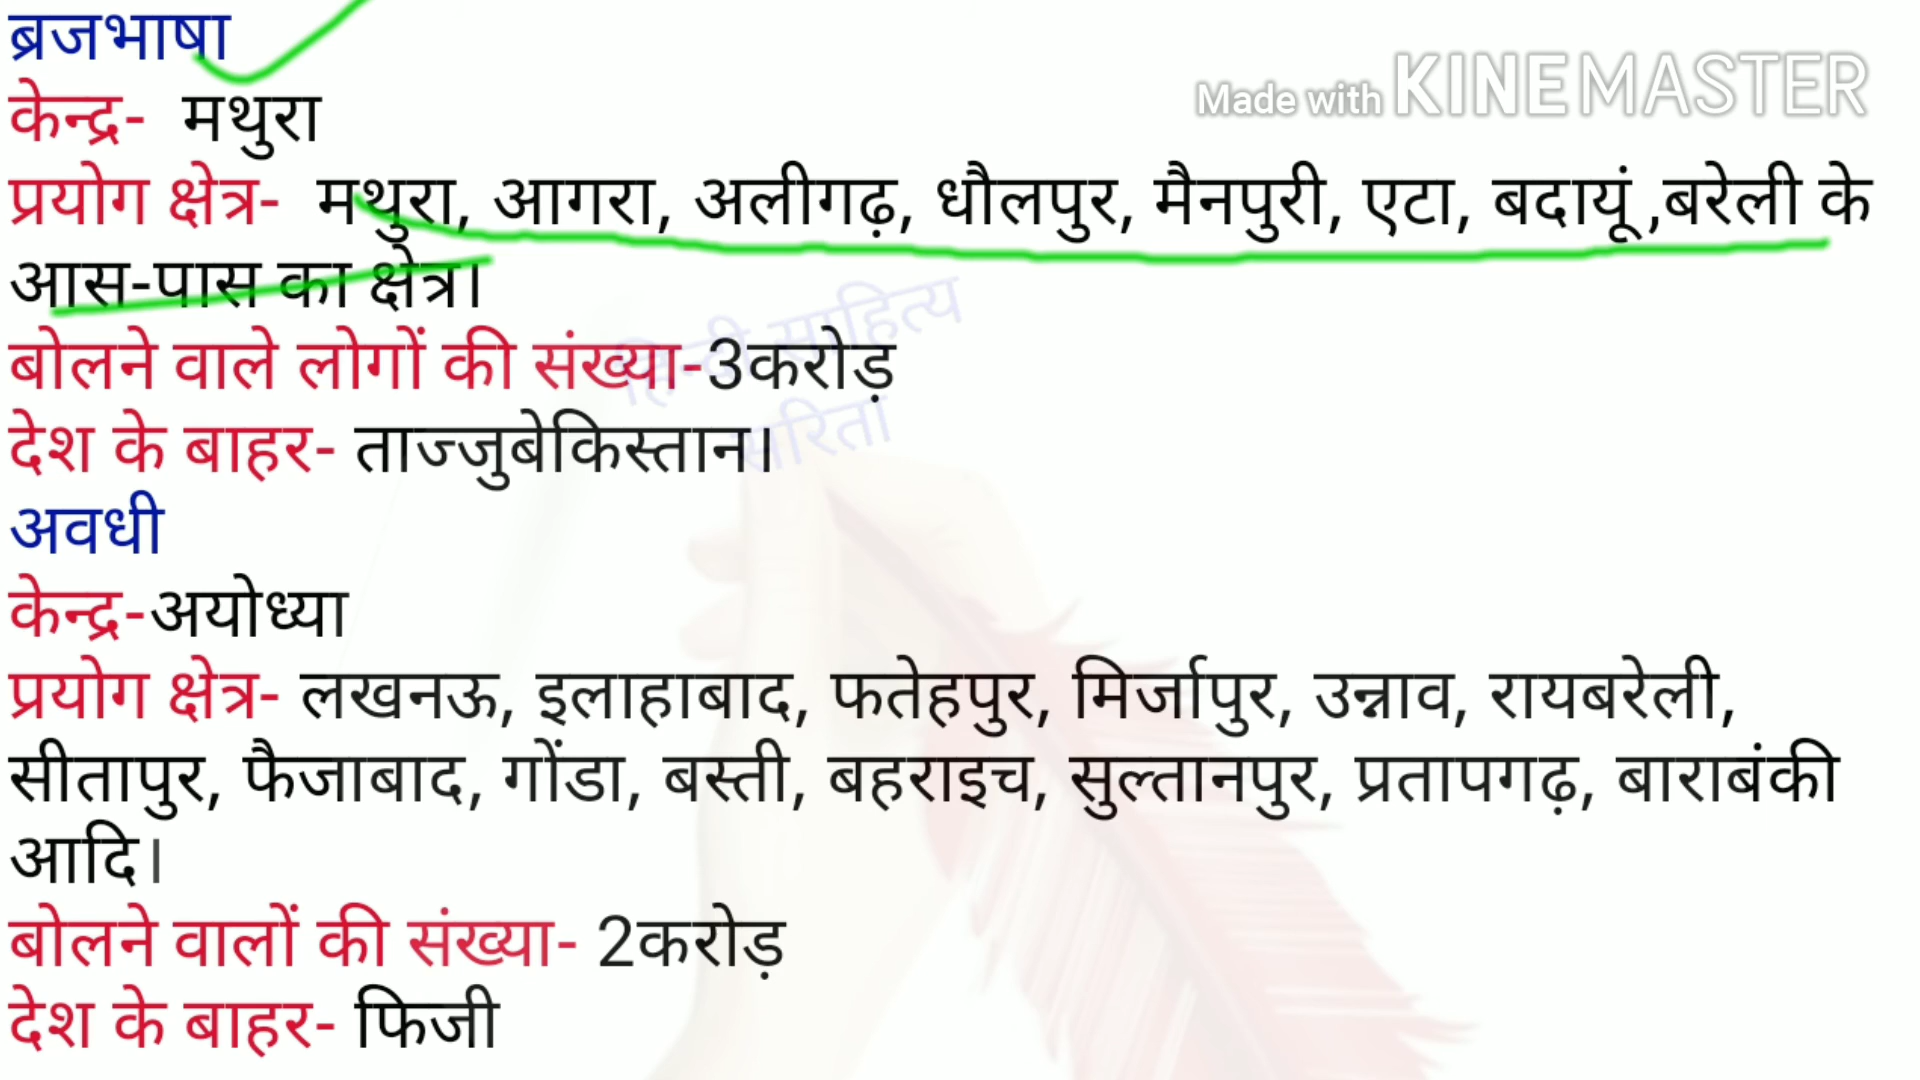 ब्रजभाषा
Made with KINEMASTER
केन्द्र- मथुरा
प्रयोग क्षेत्र- मथुरा, आगरा, अलीगढ़, धौलपुर, मैनपुरी, एटा, बदायूं ,बरेली के
आस-पास का क्षेत्र।
हिन्दी साहित्य
बोलने वाले लोगों की संख्या-3करोड़
सरिता
देश के बाहर- ताज्जुबेकिस्तान।
अवधी
केन्द्र-अयोध्या
प्रयोग क्षेत्र- लखनऊ, इलाहाबाद, फतेहपुर, मिर्जापुर, उन्नाव, रायबरेली,
सीतापुर, फैजाबाद, गोंडा, बस्ती, बहराइच, सुल्तानपुर, प्रतापगढ़, बाराबंकी
आदि।
बोलने वालों की संख्या- 2करोड़
देश के बाहर- फिजी